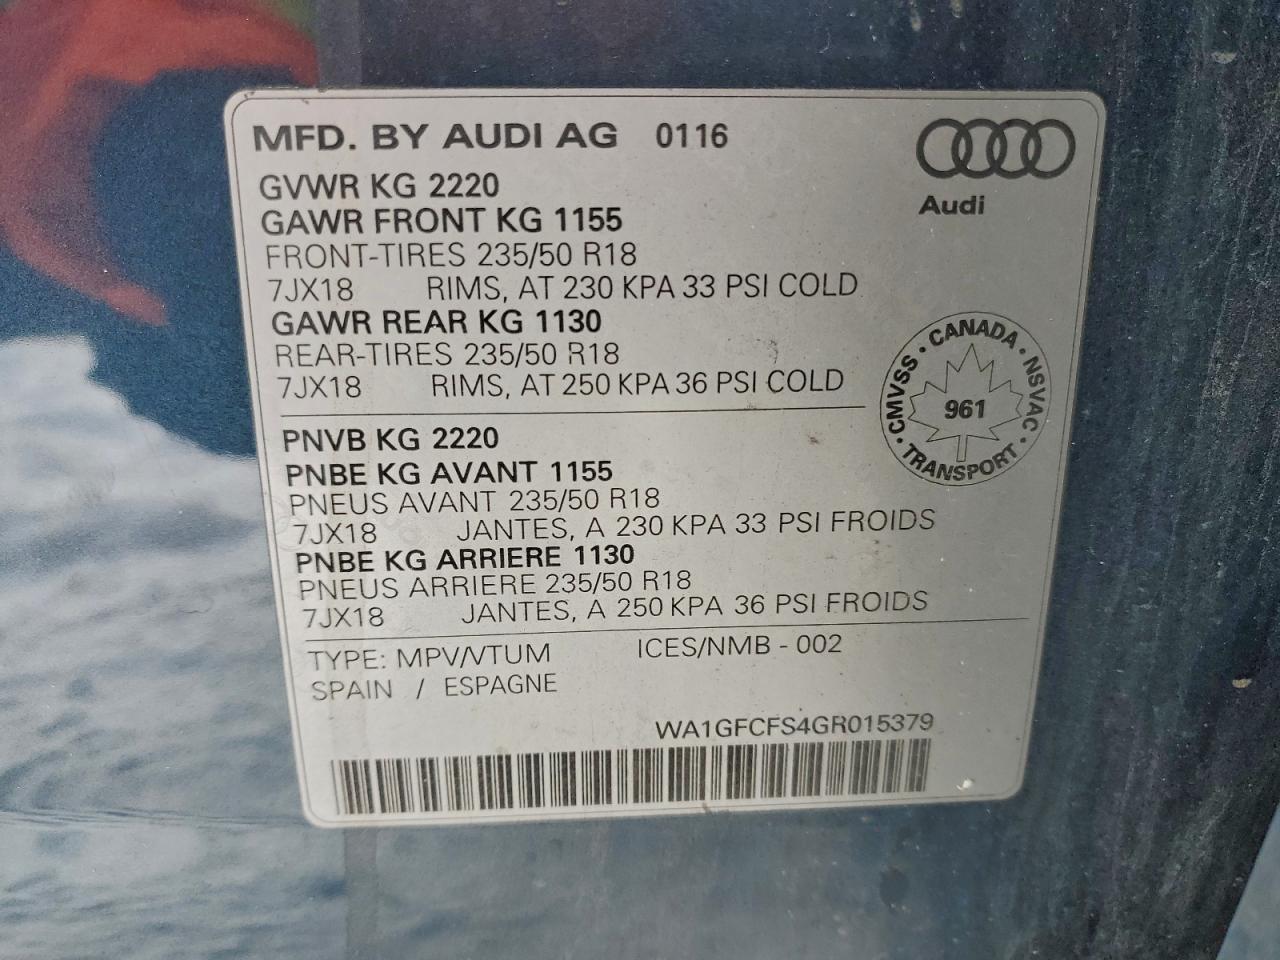 MFD. BY AUDI AG 0116
Audi
GVWR KG 2220
GAWR FRONT KG 1155
FRONT-TIRES 235/50 R18
7JX18 RIMS, AT 230 KPA 33 PSI COLD
GAWR REAR KG 1130
REAR-TIRES 235/50 R18
7JX18 RIMS, AT 250 KPA 36 PSI COLD
CMVSS · CANADA · NSVAC · TRANSPORT ·
961
PNVB KG 2220
PNBE KG AVANT 1155
PNEUS AVANT 235/50 R18
7JX18 JANTES, A 230 KPA 33 PSI FROIDS
PNBE KG ARRIERE 1130
PNEUS ARRIERE 235/50 R18
7JX18 JANTES, A 250 KPA 36 PSI FROIDS
TYPE: MPV/VTUM ICES/NMB - 002
SPAIN / ESPAGNE
WA1GFCFS4GR015379